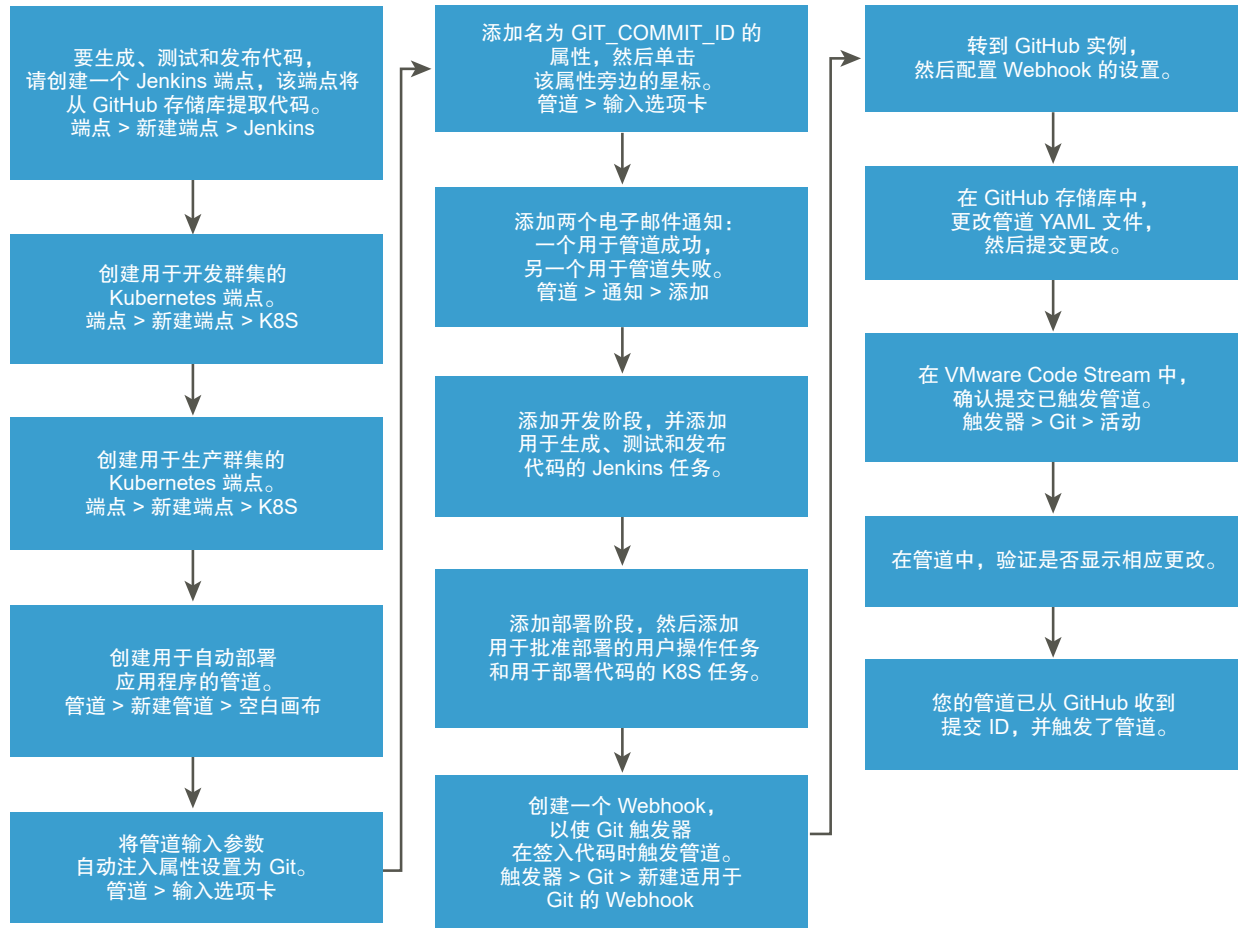 要生成、测试和发布代码，
请创建一个 Jenkins 端点，该端点将
从 GitHub 存储库提取代码。
端点 > 新建端点 > Jenkins
创建用于开发群集的
Kubernetes 端点。
端点 > 新建端点 > K8S
创建用于生产群集的
Kubernetes 端点。
端点 > 新建端点 > K8S
创建用于自动部署
应用程序的管道。
管道 > 新建管道 > 空白画布
将管道输入参数
自动注入属性设置为 Git。
管道 > 输入选项卡
添加名为 GIT_COMMIT_ID 的
属性，然后单击
该属性旁边的星标。
管道 > 输入选项卡
添加两个电子邮件通知：
一个用于管道成功，
另一个用于管道失败。
管道 > 通知 > 添加
添加开发阶段，并添加
用于生成、测试和发布
代码的 Jenkins 任务。
添加部署阶段，然后添加
用于批准部署的用户操作任务
和用于部署代码的 K8S 任务。
创建一个 Webhook，
以使 Git 触发器
在签入代码时触发管道。
触发器 > Git > 新建适用于
Git 的 Webhook
转到 GitHub 实例，
然后配置 Webhook 的设置。
在 GitHub 存储库中，
更改管道 YAML 文件，
然后提交更改。
在 VMware Code Stream 中，
确认提交已触发管道。
触发器 > Git > 活动
在管道中，验证是否显示相应更改。
您的管道已从 GitHub 收到
提交 ID，并触发了管道。